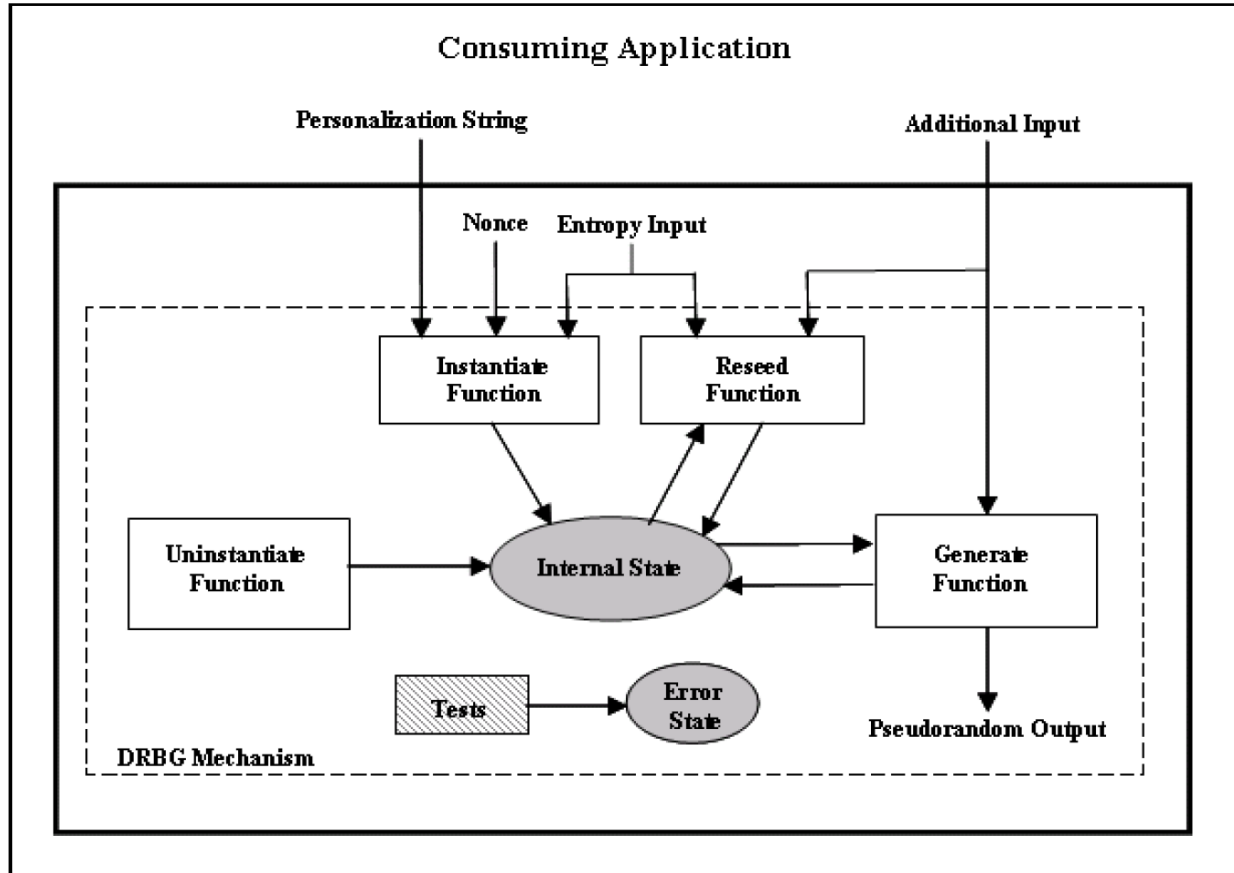 Consuming Application
Personalization String
Additional Input
Nonce
Entropy Input
Instantiate
Function
Reseed
Function
Uninstantiate
Function
Internal State
Generate
Function
Tests
Error
State
Pseudorandom Output
DRBG Mechanism